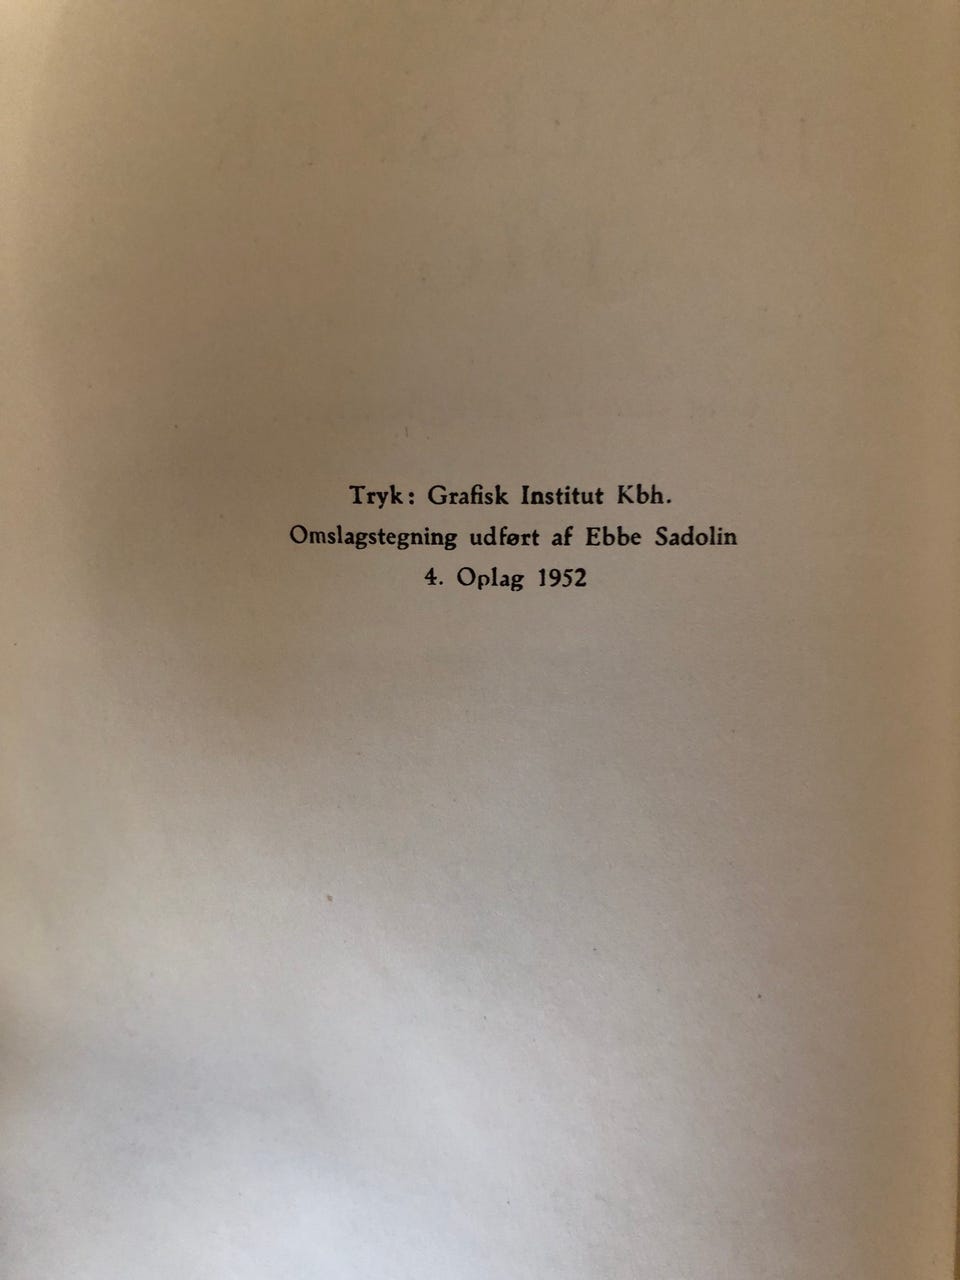 Tryk: Grafisk Institut Kbh.
Omslagstegning udført af Ebbe Sadolin
4. Oplag 1952